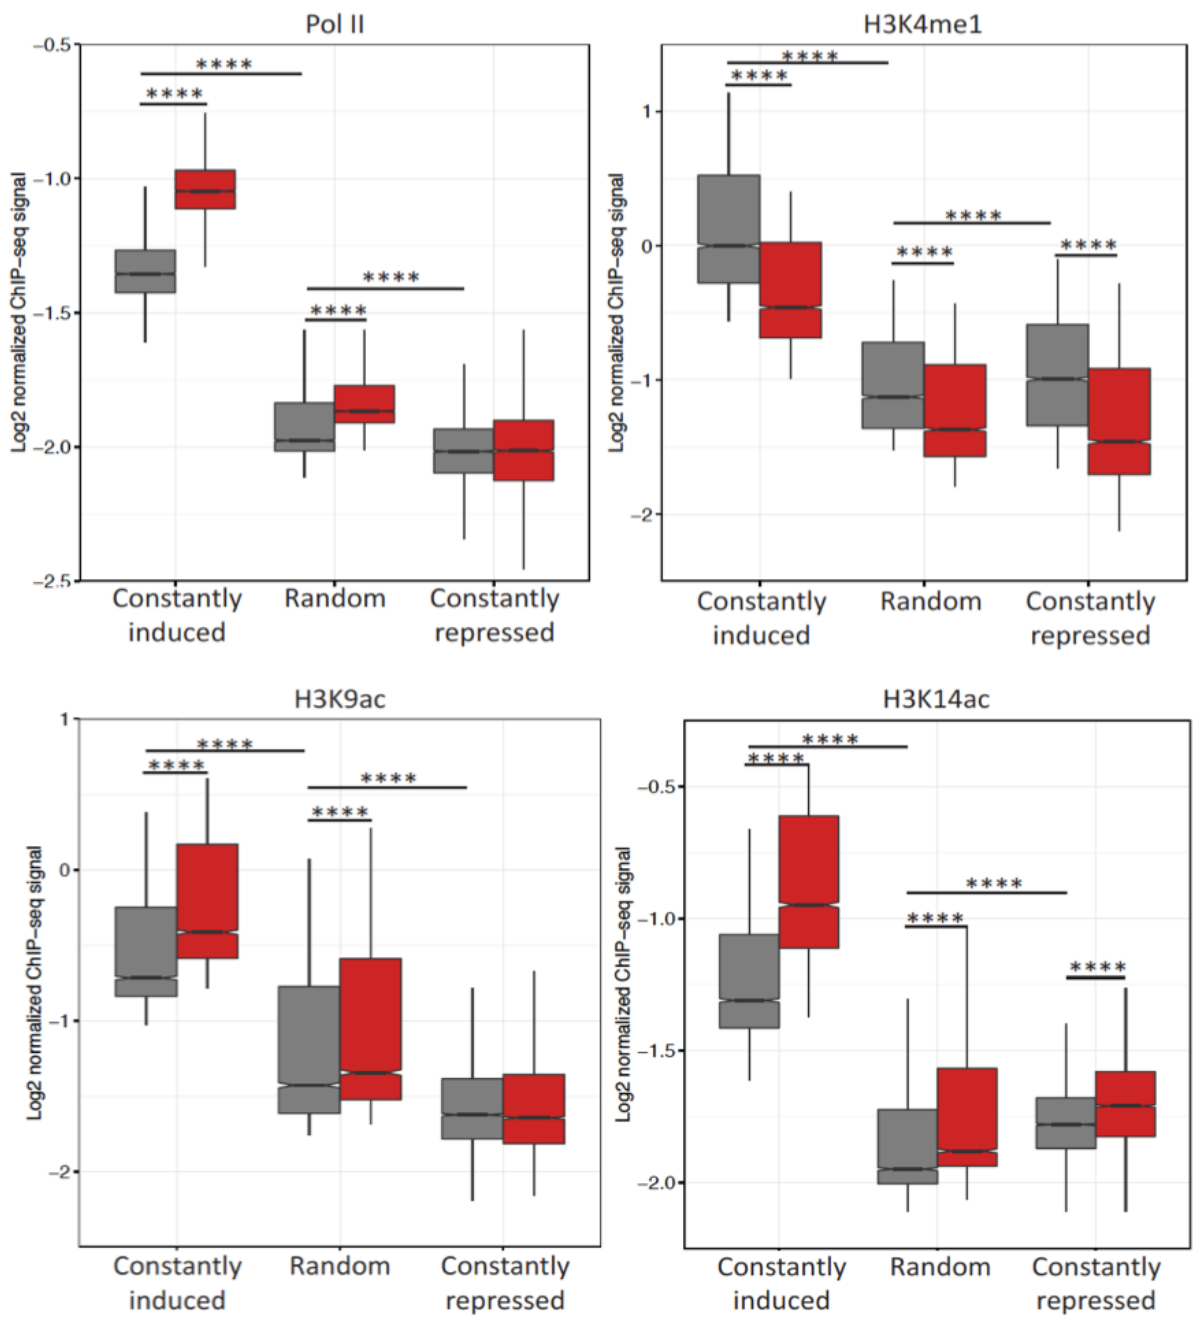 Pol II
Log2 normalized ChIP−seq signal
−0.5
−1.0
−1.5
−2.0
−2.5
****
****
****
****
Constantly induced
Random
Constantly repressed
H3K4me1
Log2 normalized ChIP−seq signal
1
0
−1
−2
****
****
****
****
****
Constantly induced
Random
Constantly repressed
H3K9ac
Log2 normalized ChIP−seq signal
1
0
−1
−2
****
****
****
****
Constantly induced
Random
Constantly repressed
H3K14ac
Log2 normalized ChIP−seq signal
−0.5
−1.0
−1.5
−2.0
****
****
****
****
****
Constantly induced
Random
Constantly repressed